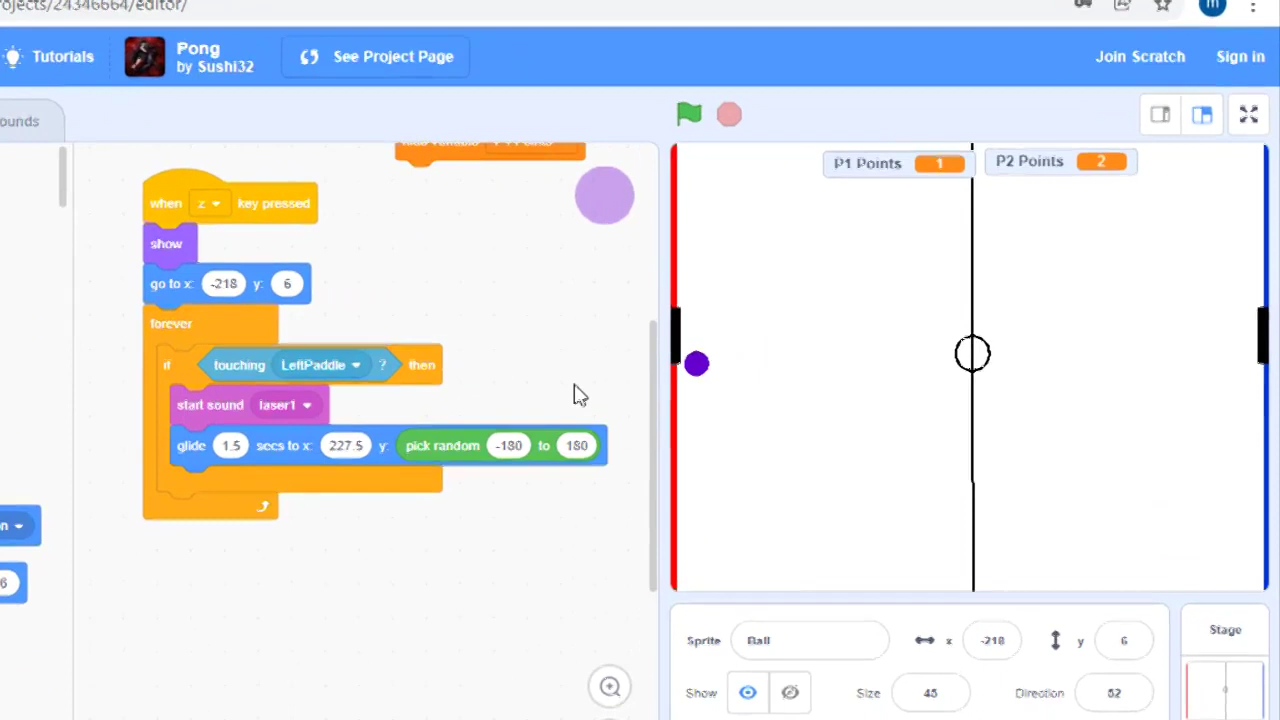 rojects/24346664/editor/
m
Tutorials
Pong
by Sushi32
See Project Page
Join Scratch
Sign in
ounds
P1 Points 1
P2 Points 2
when z key pressed
show
go to x: -218 y: 6
forever
if touching LeftPaddle ? then
start sound laser1
glide 1.5 secs to x: 227.5 y: pick random -180 to 180
n
6
Sprite Ball x -218 y 6
Show Size 45 Direction 52
Stage